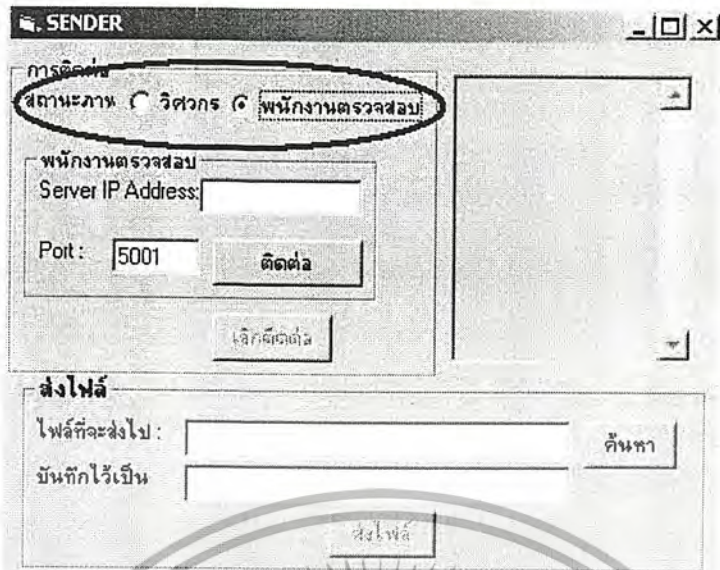 SENDER
การติดต่อ
สถานะภาพ วิศวกร พนักงานตรวจสอบ
พนักงานตรวจสอบ
Server IP Address:
Port : 5001 ติดต่อ
เลิกติดต่อ
ส่งไฟล์
ไฟล์ที่จะส่งไป : ค้นหา
บันทึกไว้เป็น
ส่งไฟล์